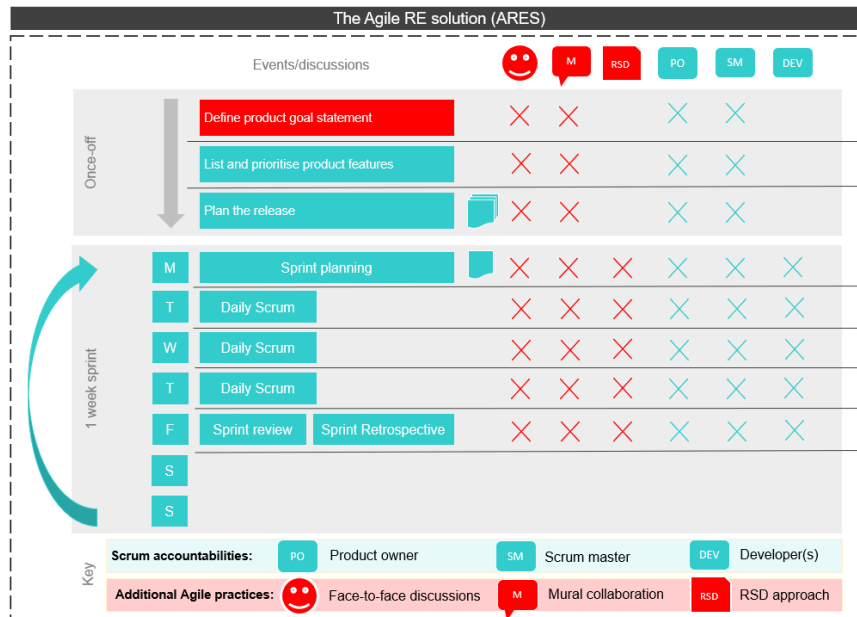 The Agile RE solution (ARES)
Events/discussions M RSD PO SM DEV
Once-off
Define product goal statement
List and prioritise product features
Plan the release
1 week sprint
M Sprint planning
T Daily Scrum
W Daily Scrum
T Daily Scrum
F Sprint review Sprint Retrospective
S
S
Key
Scrum accountabilities: PO Product owner SM Scrum master DEV Developer(s)
Additional Agile practices: Face-to-face discussions M Mural collaboration RSD RSD approach